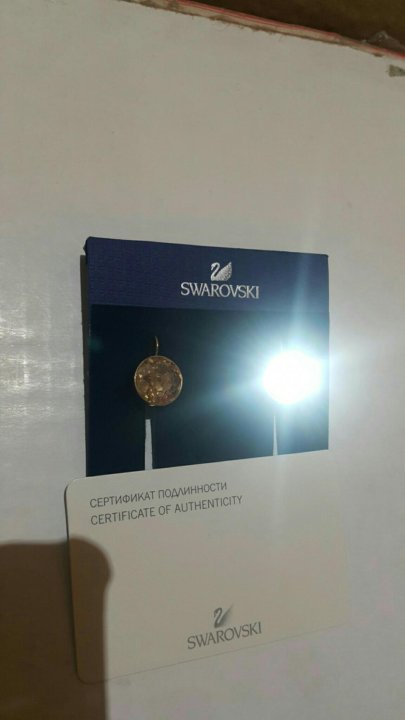 SWAROVSKI
СЕРТИФИКАТ ПОДЛИННОСТИ
CERTIFICATE OF AUTHENTICITY
SWAROVSKI